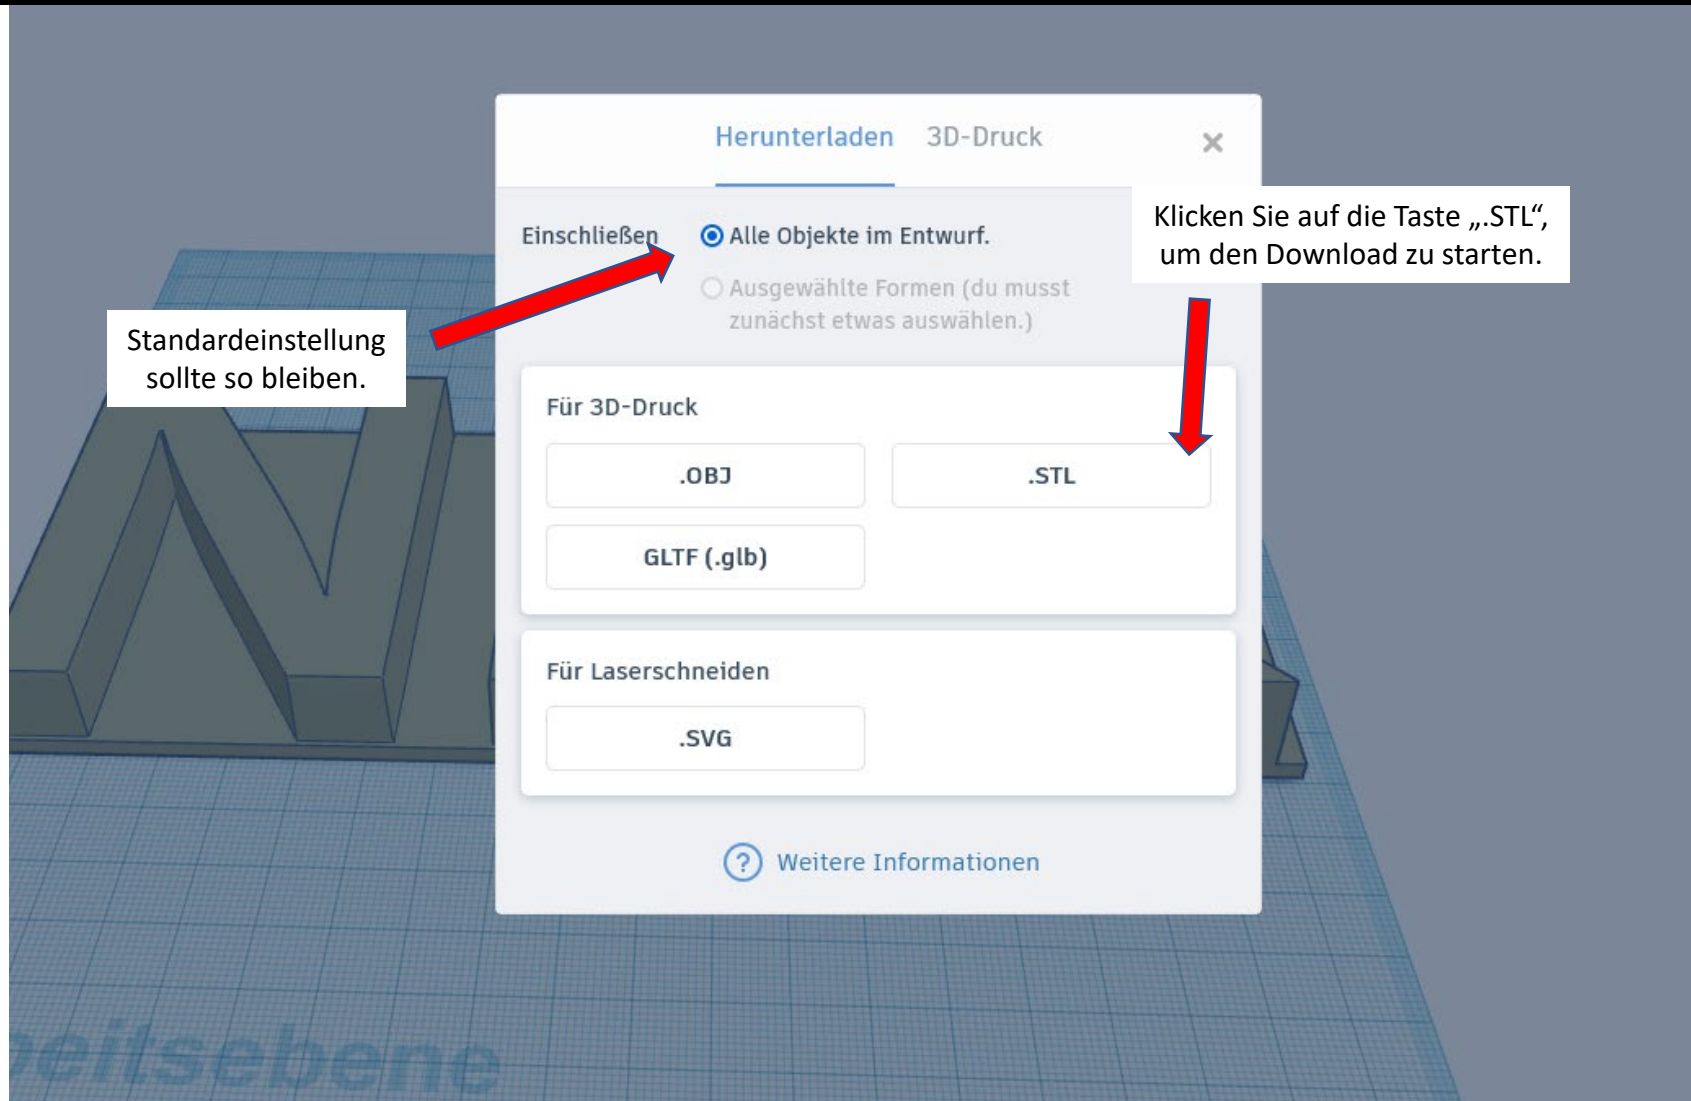 Herunterladen 3D-Druck
Einschließen Alle Objekte im Entwurf.
Ausgewählte Formen (du musst
zunächst etwas auswählen.)
Klicken Sie auf die Taste „.STL“,
um den Download zu starten.
Standardeinstellung
sollte so bleiben.
Für 3D-Druck
.OBJ .STL
GLTF (.glb)
Für Laserschneiden
.SVG
? Weitere Informationen
beitsebene